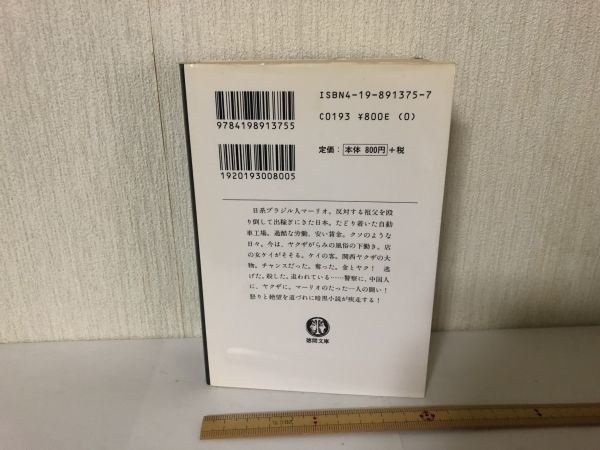 ISBN4-19-891375-7
C0193 ¥800E (0)
9784198913755
定価：本体 800円＋税
1920193008005
日系ブラジル人マーリオ。反対する祖父を殴
り倒して出稼ぎにきた日本。たどり着いた自動
車工場。過酷な労働、安い賃金。クソのような
日々。今は、ヤクザがらみの風俗の下働き。店
の女ケイがそそる。ケイの客。関西ヤクザの大
物。チャンスだった。奪った。金とヤク！ 逃
げた。殺した。追われている……警察に、中国人
に、ヤクザに。マーリオのたった一人の闘い！
怒りと絶望を道づれに暗黒小説が疾走する！
徳間文庫